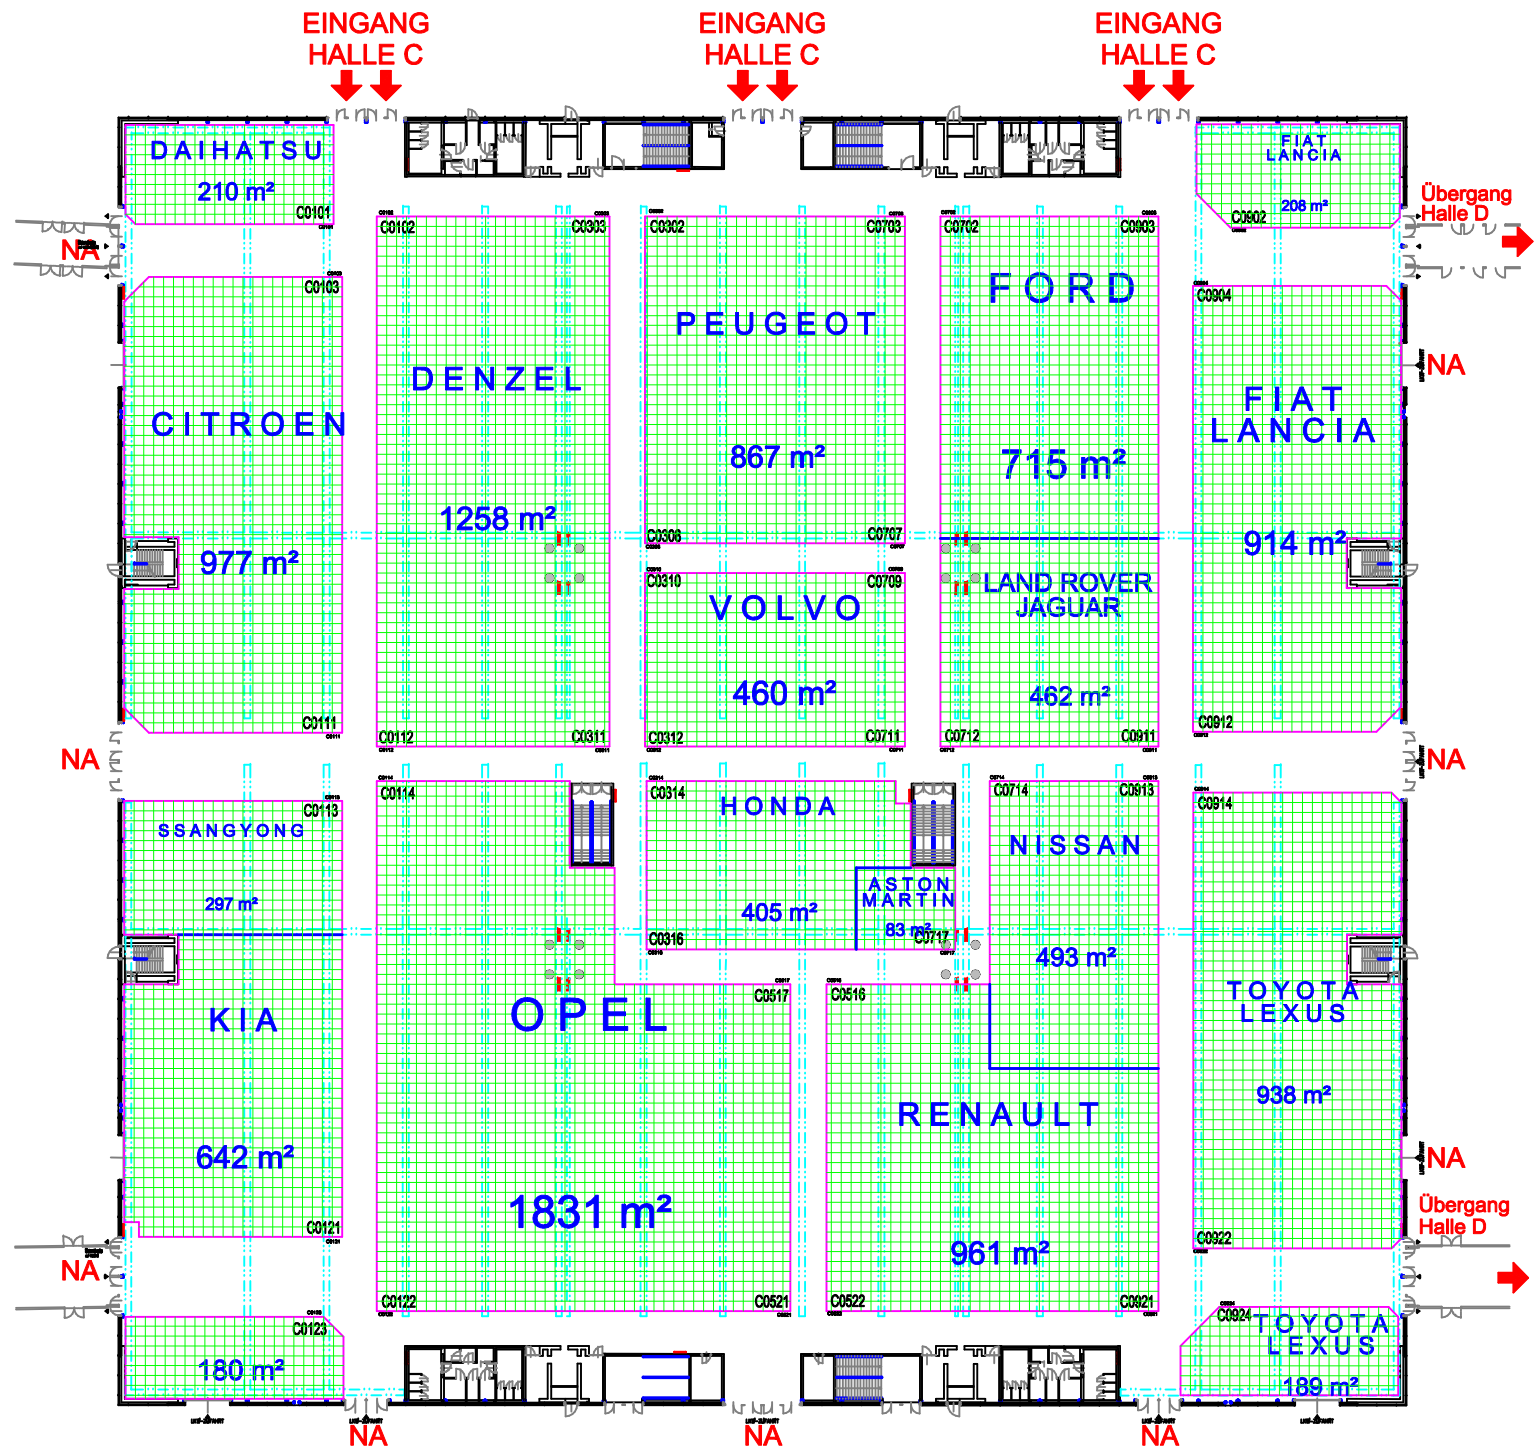 EINGANG
HALLE C
EINGANG
HALLE C
EINGANG
HALLE C
DAIHATSU
210 m²
C0101
FIAT
LANCIA
208 m²
C0902
Übergang
Halle D
NA
C0102
C0303
C0302
C0703
C0702
C0903
C0103
C0904
FORD
PEUGEOT
DENZEL
CITROEN
FIAT
LANCIA
NA
867 m²
715 m²
1258 m²
977 m²
914 m²
C0306
C0707
C0310
C0709
VOLVO
LAND ROVER
JAGUAR
460 m²
462 m²
C0111
C0112
C0311
C0312
C0711
C0712
C0911
C0912
NA
NA
C0113
C0114
C0314
C0714
C0913
C0914
SSANGYONG
297 m²
HONDA
405 m²
NISSAN
493 m²
ASTON
MARTIN
83 m²
C0316
C0717
KIA
642 m²
OPEL
1831 m²
C0517
C0516
RENAULT
961 m²
TOYOTA
LEXUS
938 m²
NA
C0121
C0922
Übergang
Halle D
NA
C0122
C0521
C0522
C0921
C0123
180 m²
C0924
TOYOTA
LEXUS
189 m²
NA
NA
NA